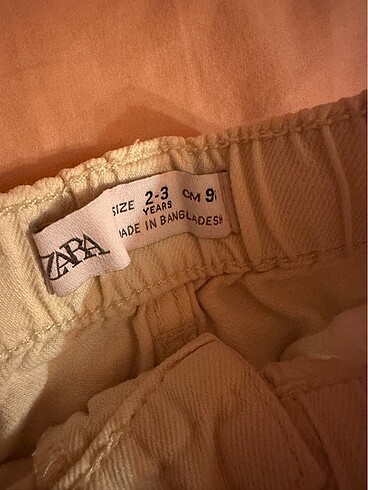 ZARA
SIZE 2-3 CM 9
YEARS
MADE IN BANGLADESH